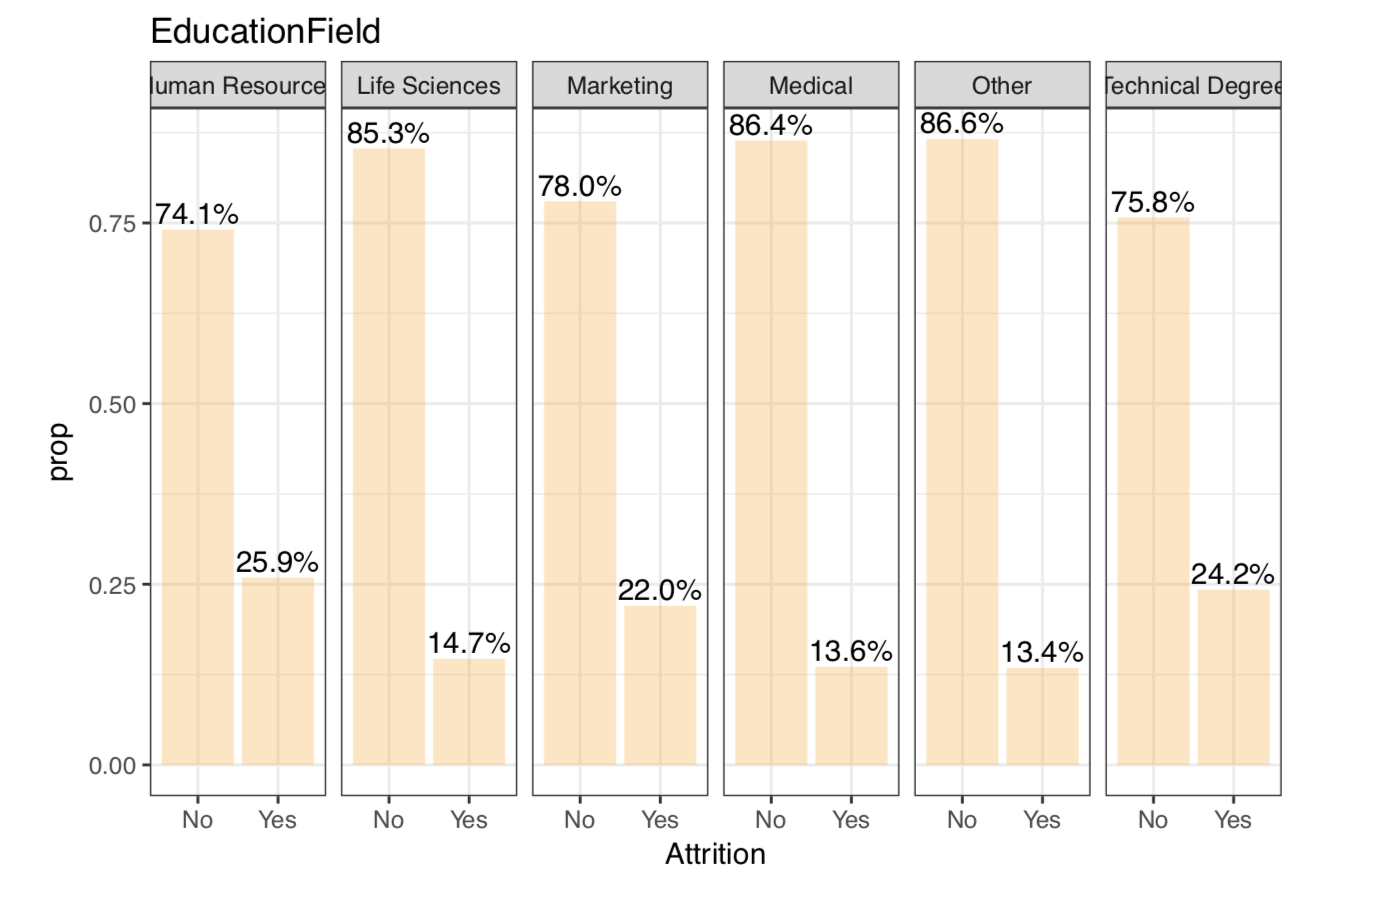 EducationField
uman Resource
Life Sciences
Marketing
Medical
Other
Technical Degree
74.1%
25.9%
85.3%
14.7%
78.0%
22.0%
86.4%
13.6%
86.6%
13.4%
75.8%
24.2%
prop
0.75
0.50
0.25
0.00
No
Yes
No
Yes
No
Yes
No
Yes
No
Yes
No
Yes
Attrition